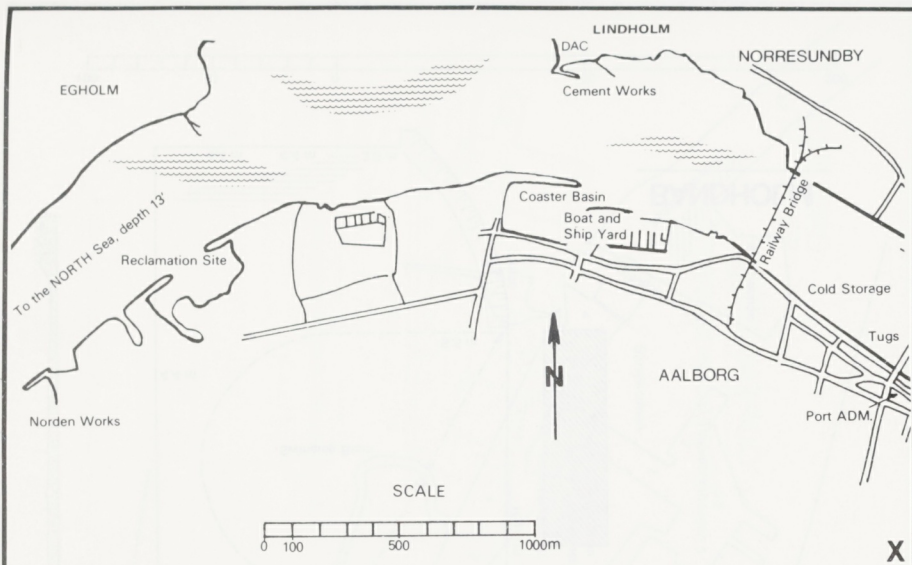 LINDHOLM
DAC
NORRESUNDBY
EGHOLM
Cement Works
To the NORTH Sea, depth 13'
Coaster Basin
Boat and
Ship Yard
Railway Bridge
Reclamation Site
Cold Storage
Tugs
N
AALBORG
Port ADM.
Norden Works
SCALE
0 100 500 1000m
X